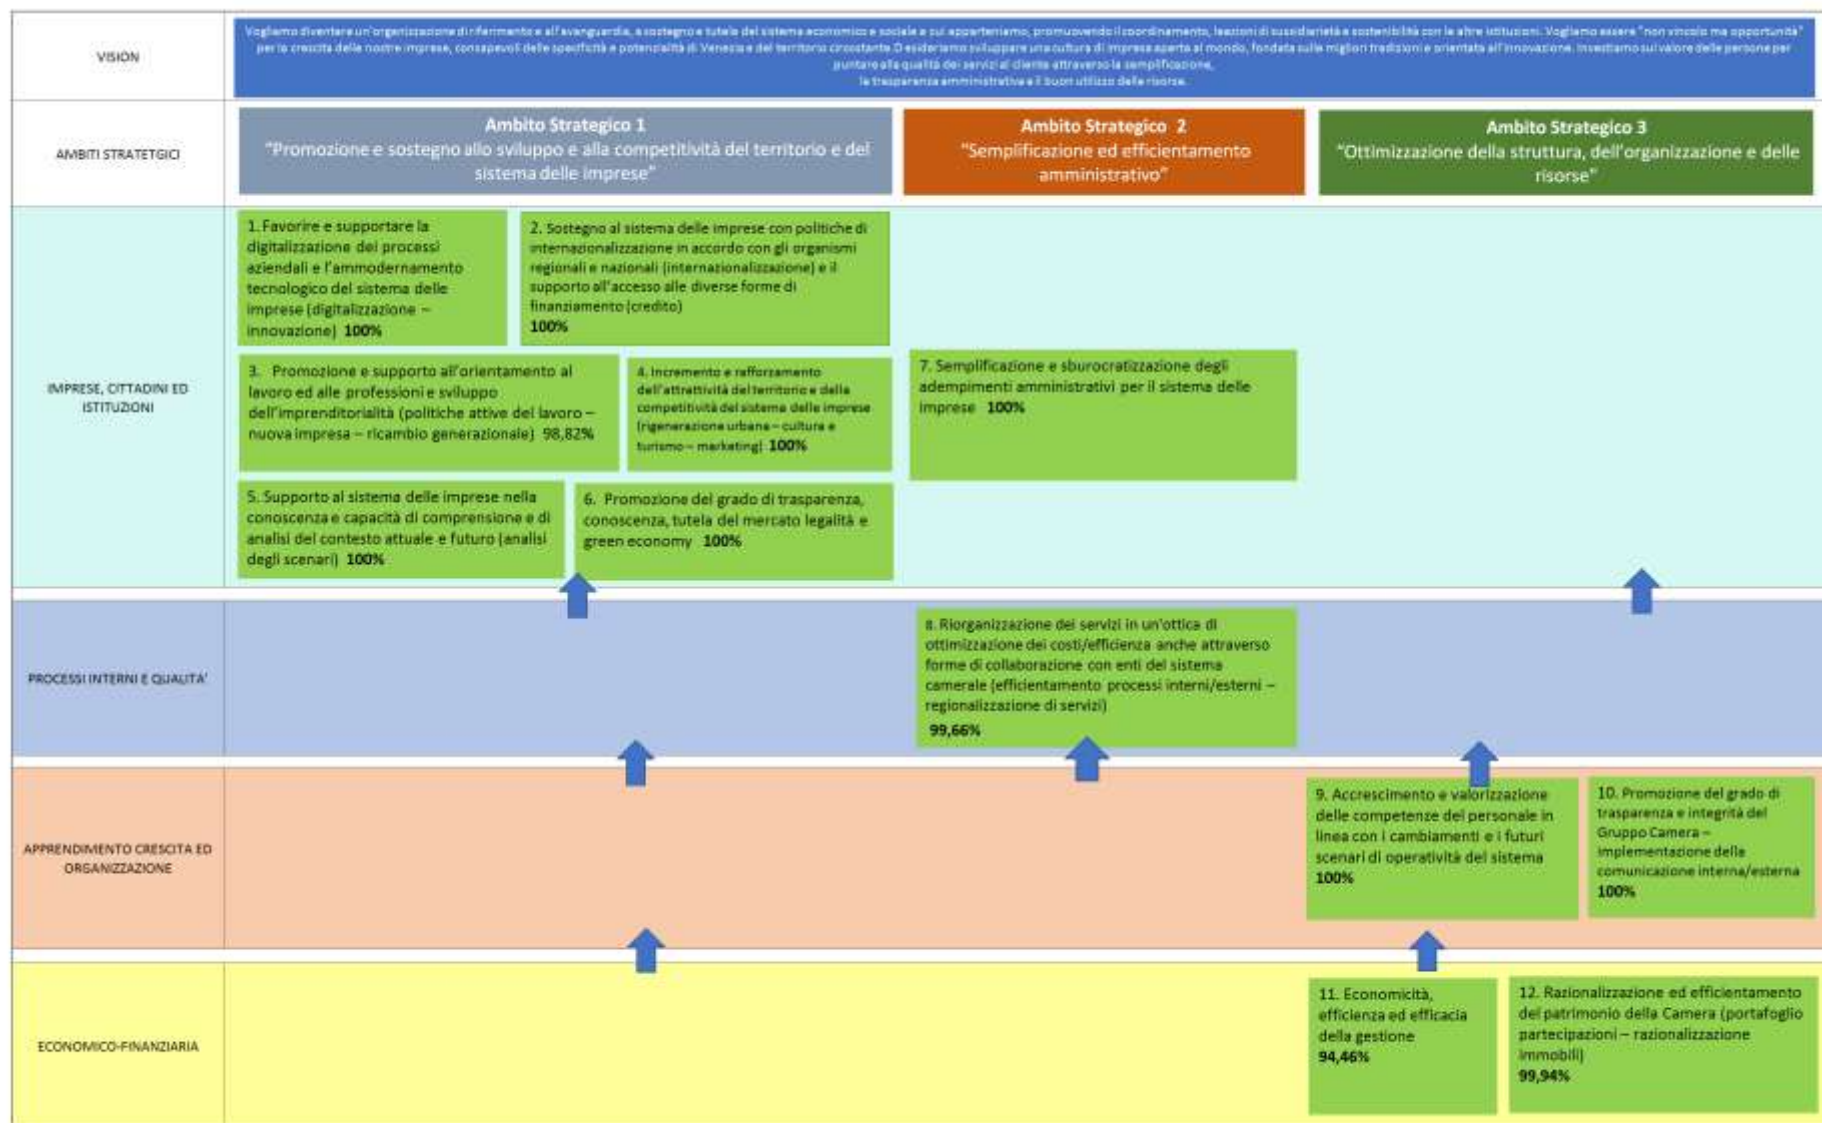 VISION
Vogliamo diventare un'organizzazione di riferimento e all'avanguardia, a sostegno e tutela del sistema economico e sociale a cui apparteniamo, promuovendo il coordinamento, le azioni di sussidiarietà e sostenibilità con le altre istituzioni. Vogliamo essere "non vincolo ma opportunità"
per la crescita delle nostre imprese, consapevoli delle specificità e potenzialità di Venezia e del territorio circostante. Desideriamo sviluppare una cultura di impresa aperta al mondo, fondata sulle migliori tradizioni e orientata all'innovazione. Investiamo sul valore delle persone per
puntare alla qualità dei servizi al cliente attraverso la semplificazione,
la trasparenza amministrativa e il buon utilizzo delle risorse.
AMBITI STRATETGICI
Ambito Strategico 1
"Promozione e sostegno allo sviluppo e alla competitività del territorio e del
sistema delle imprese"
Ambito Strategico 2
"Semplificazione ed efficientamento
amministrativo"
Ambito Strategico 3
"Ottimizzazione della struttura, dell'organizzazione e delle
risorse"
IMPRESE, CITTADINI ED
ISTITUZIONI
1. Favorire e supportare la
digitalizzazione dei processi
aziendali e l'ammodernamento
tecnologico del sistema delle
imprese (digitalizzazione –
innovazione) 100%
2. Sostegno al sistema delle imprese con politiche di
internazionalizzazione in accordo con gli organismi
regionali e nazionali (internazionalizzazione) e il
supporto all'accesso alle diverse forme di
finanziamento (credito)
100%
3. Promozione e supporto all'orientamento al
lavoro ed alle professioni e sviluppo
dell'imprenditorialità (politiche attive del lavoro –
nuova impresa – ricambio generazionale) 98,82%
4. Incremento e rafforzamento
dell'attrattività del territorio e della
competitività del sistema delle imprese
(rigenerazione urbana – cultura e
turismo – marketing) 100%
5. Supporto al sistema delle imprese nella
conoscenza e capacità di comprensione e di
analisi del contesto attuale e futuro (analisi
degli scenari) 100%
6. Promozione del grado di trasparenza,
conoscenza, tutela del mercato legalità e
green economy 100%
7. Semplificazione e sburocratizzazione degli
adempimenti amministrativi per il sistema delle
imprese 100%
PROCESSI INTERNI E QUALITA'
8. Riorganizzazione dei servizi in un'ottica di
ottimizzazione dei costi/efficienza anche attraverso
forme di collaborazione con enti del sistema
camerale (efficientamento processi interni/esterni –
regionalizzazione di servizi)
99,66%
APPRENDIMENTO CRESCITA ED
ORGANIZZAZIONE
9. Accrescimento e valorizzazione
delle competenze del personale in
linea con i cambiamenti e i futuri
scenari di operatività del sistema
100%
10. Promozione del grado di
trasparenza e integrità del
Gruppo Camera –
implementazione della
comunicazione interna/esterna
100%
ECONOMICO-FINANZIARIA
11. Economicità,
efficienza ed efficacia
della gestione
94,46%
12. Razionalizzazione ed efficientamento
del patrimonio della Camera (portafoglio
partecipazioni – razionalizzazione
immobili)
99,94%